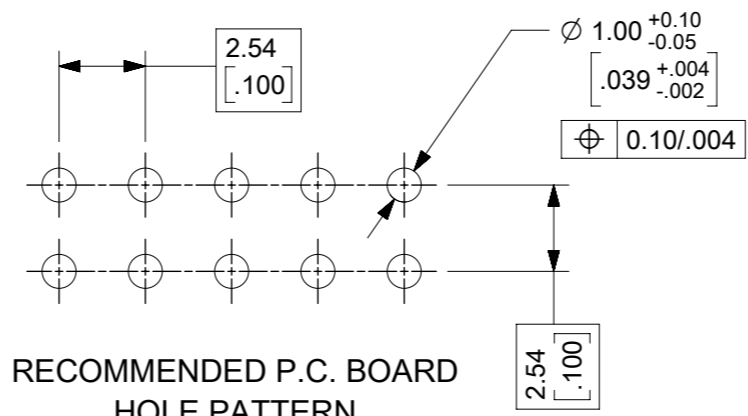 2.54
[.100]
⌀ 1.00 +0.10 -0.05
[.039 +.004 -.002]
⌖ 0.10/.004
2.54
[.100]
RECOMMENDED P.C. BOARD
HOLE PATTERN